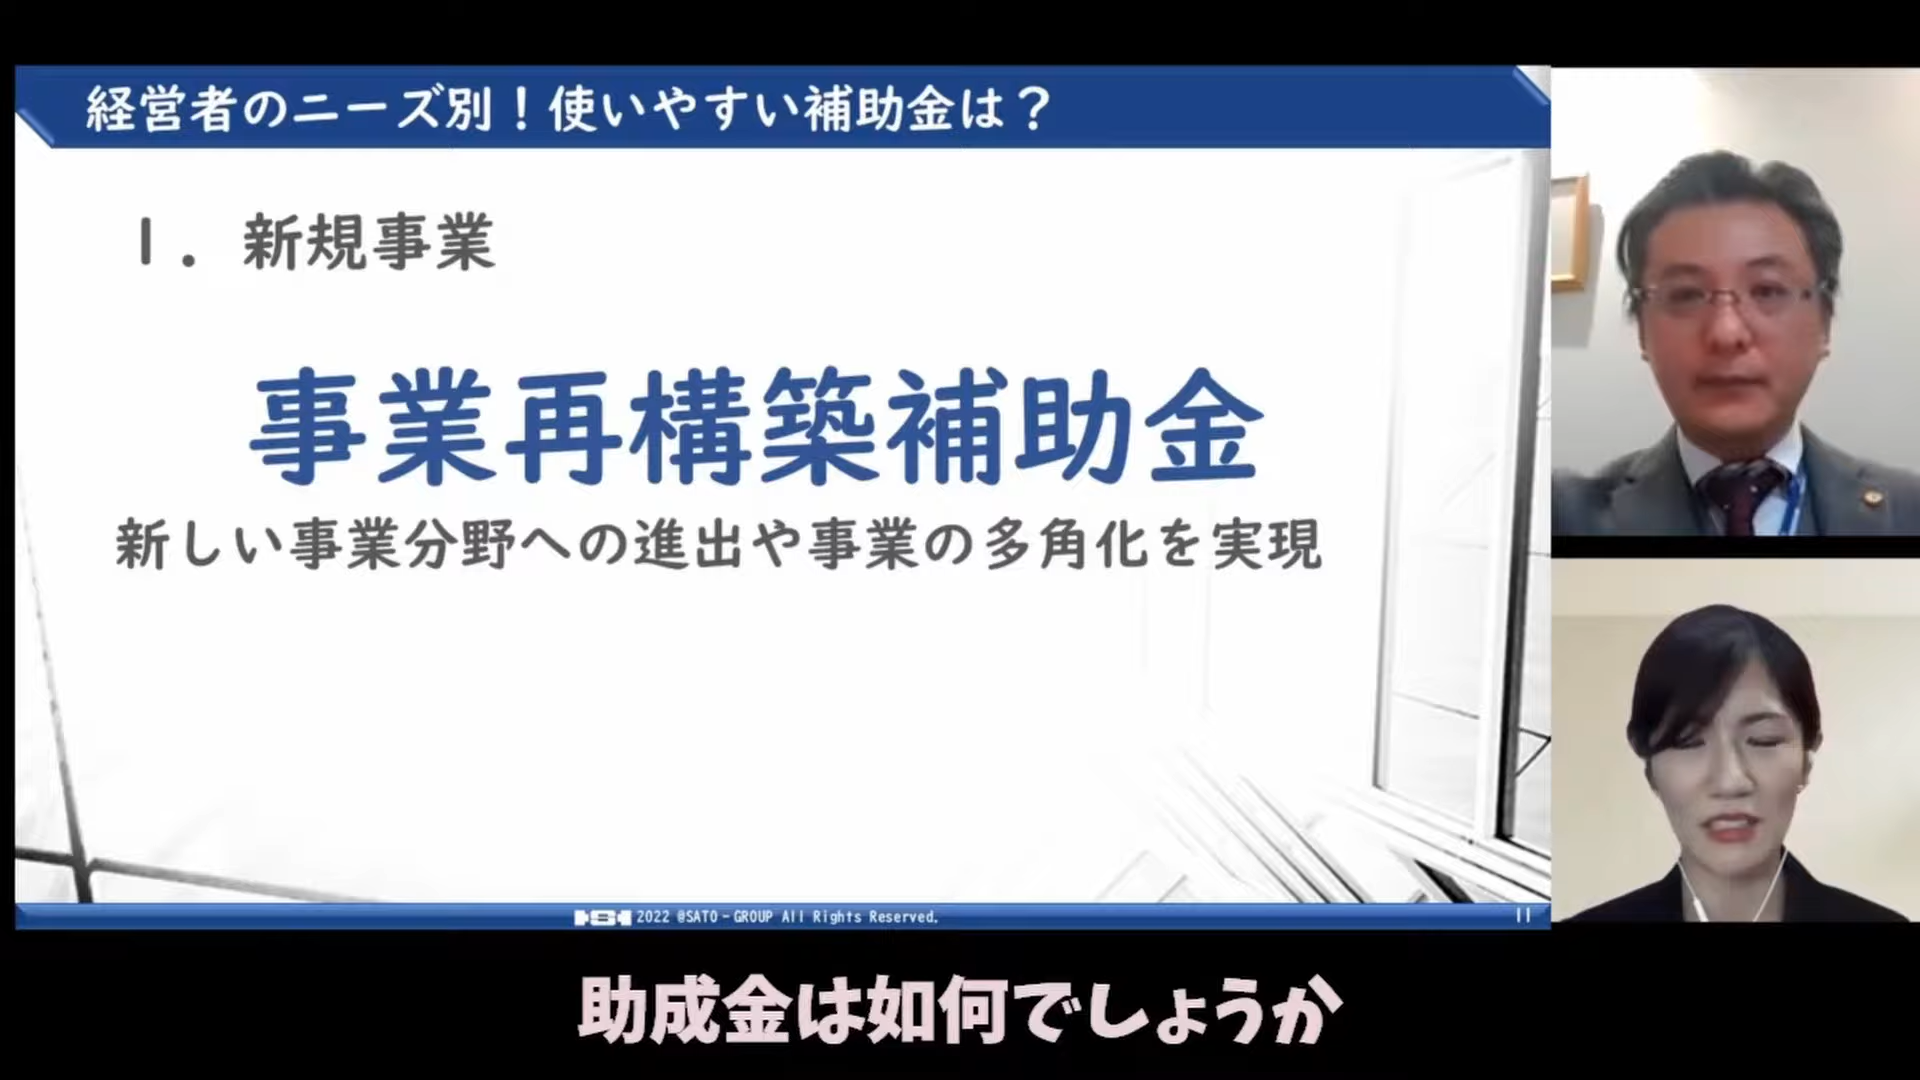 経営者のニーズ別！使いやすい補助金は？
1．新規事業
事業再構築補助金
新しい事業分野への進出や事業の多角化を実現
2022 @SATO-GROUP All Rights Reserved.
11
助成金は如何でしょうか